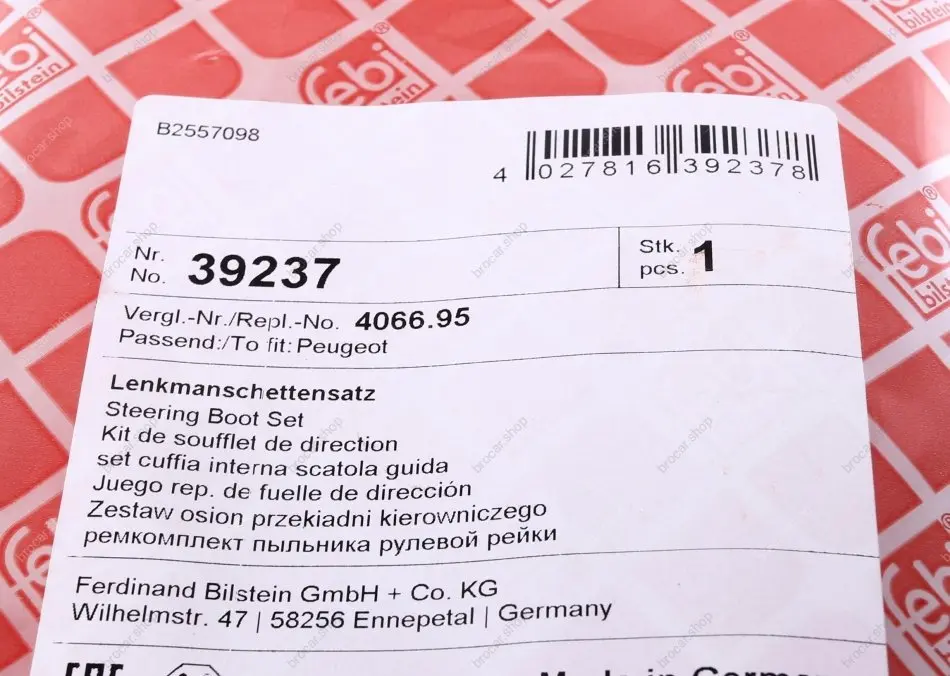 febi
bilstein
B2557098
4 027816 392378
Nr.
No. 39237
Stk.
pcs. 1
Vergl.-Nr./Repl.-No. 4066.95
Passend:/To fit: Peugeot
Lenkmanschettensatz
Steering Boot Set
Kit de soufflet de direction
set cuffia interna scatola guida
Juego rep. de fuelle de dirección
Zestaw osion przekiadni kierowniczego
ремкомплект пыльника рулевой рейки
Ferdinand Bilstein GmbH + Co. KG
Wilhelmstr. 47 | 58256 Ennepetal | Germany
brocar.shop